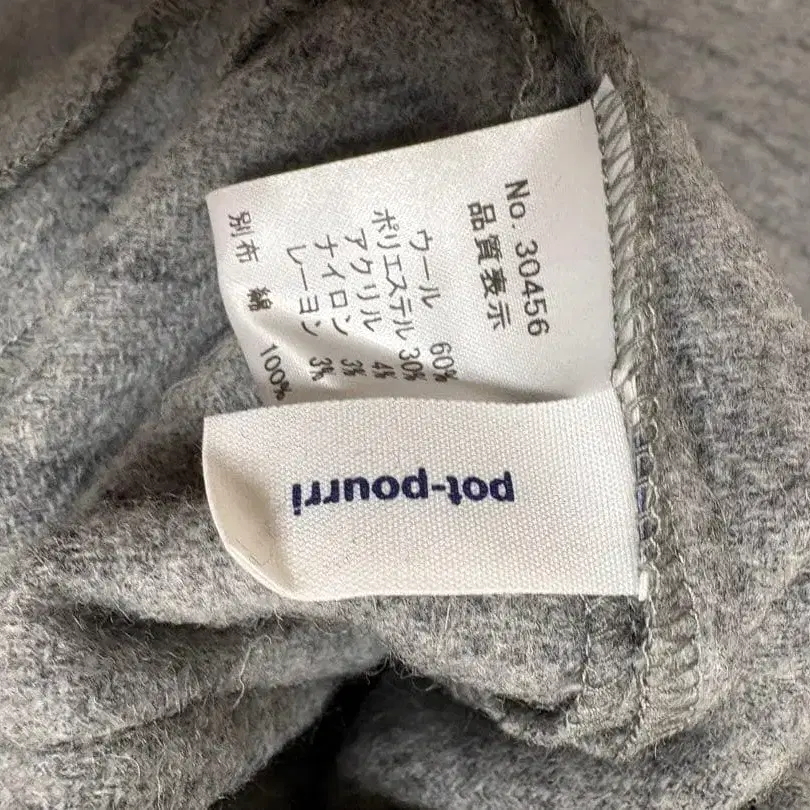 No. 30456
品質表示
ウール 60%
ポリエステル 30%
アクリル 4%
ナイロン 3%
レーヨン 3%
別布 綿 100%
pot-pourri